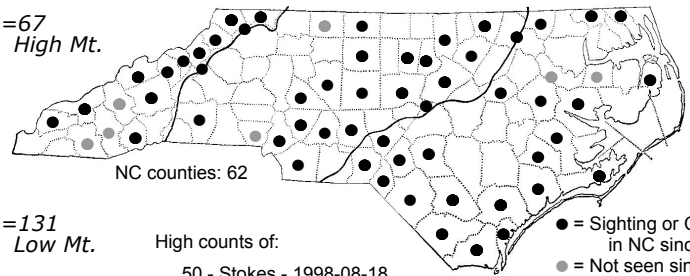 =67
High Mt.
NC counties: 62
=131
Low Mt.
High counts of:
50 - Stokes - 1998-08-18
= Sighting or
in NC sinc
= Not seen sin